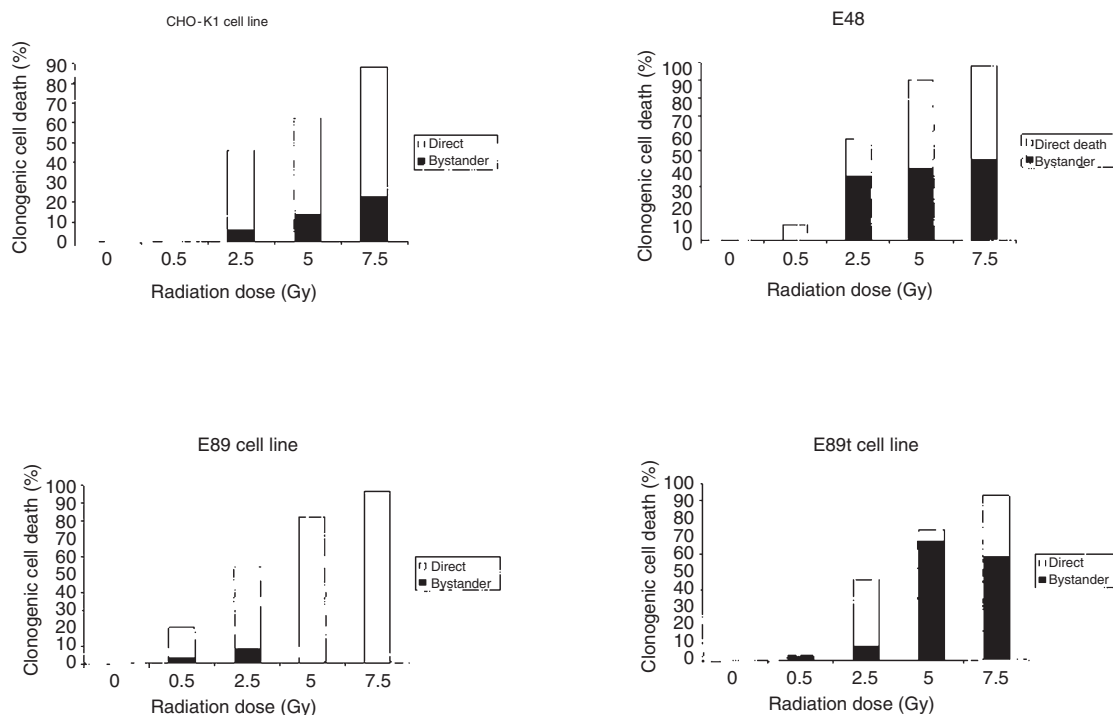 CHO-K1 cell line
Clonogenic cell death (%)
90
80
70
60
50
40
30
20
10
0
0 0.5 2.5 5 7.5
Radiation dose (Gy)
Direct
Bystander
E48
Clonogenic cell death (%)
100
90
80
70
60
50
40
30
20
10
0
0 0.5 2.5 5 7.5
Radiation dose (Gy)
Direct death
Bystander
E89 cell line
Clonogenic cell death (%)
100
90
80
70
60
50
40
30
20
10
0
0 0.5 2.5 5 7.5
Radiation dose (Gy)
Direct
Bystander
E89t cell line
Clonogenic cell death (%)
100
90
80
70
60
50
40
30
20
10
0
0 0.5 2.5 5 7.5
Radiation dose (Gy)
Direct
Bystander